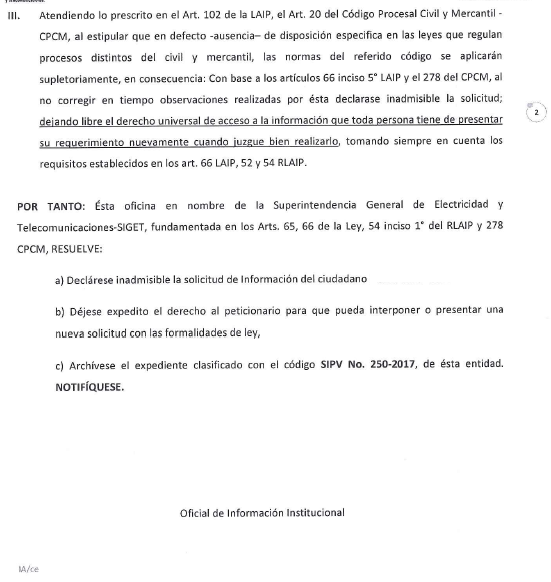 III. Atendiendo lo prescrito en el Art. 102 de la LAIP, el Art. 20 del Código Procesal Civil y Mercantil -
CPCM, al estipular que en defecto -ausencia– de disposición especifica en las leyes que regulan
procesos distintos del civil y mercantil, las normas del referido código se aplicarán
supletoriamente, en consecuencia: Con base a los artículos 66 inciso 5° LAIP y el 278 del CPCM, al
no corregir en tiempo observaciones realizadas por ésta declarase inadmisible la solicitud;
dejando libre el derecho universal de acceso a la información que toda persona tiene de presentar
2
su requerimiento nuevamente cuando juzgue bien realizarlo, tomando siempre en cuenta los
requisitos establecidos en los art. 66 LAIP, 52 y 54 RLAIP.
POR TANTO: Ésta oficina en nombre de la Superintendencia General de Electricidad y
Telecomunicaciones-SIGET, fundamentada en los Arts. 65, 66 de la Ley, 54 inciso 1° del RLAIP y 278
CPCM, RESUELVE:
a) Declárese inadmisible la solicitud de Información del ciudadano
b) Déjese expedito el derecho al peticionario para que pueda interponer o presentar una
nueva solicitud con las formalidades de ley,
c) Archívese el expediente clasificado con el código SIPV No. 250-2017, de ésta entidad.
NOTIFÍQUESE.
Oficial de Información Institucional
IA/ce